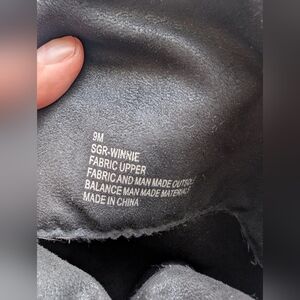 9M
SGR-WINNIE
FABRIC UPPER
FABRIC AND MAN MADE OUTSOLE
BALANCE MAN MADE MATERIALS
MADE IN CHINA